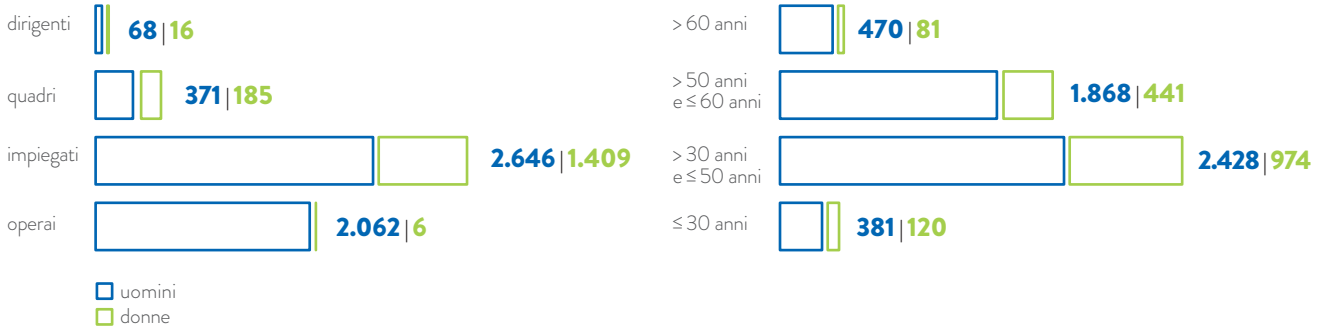 dirigenti 68|16
quadri 371|185
impiegati 2.646|1.409
operai 2.062|6
uomini
donne
> 60 anni 470|81
> 50 anni
e ≤ 60 anni 1.868|441
> 30 anni
e ≤ 50 anni 2.428|974
≤ 30 anni 381|120